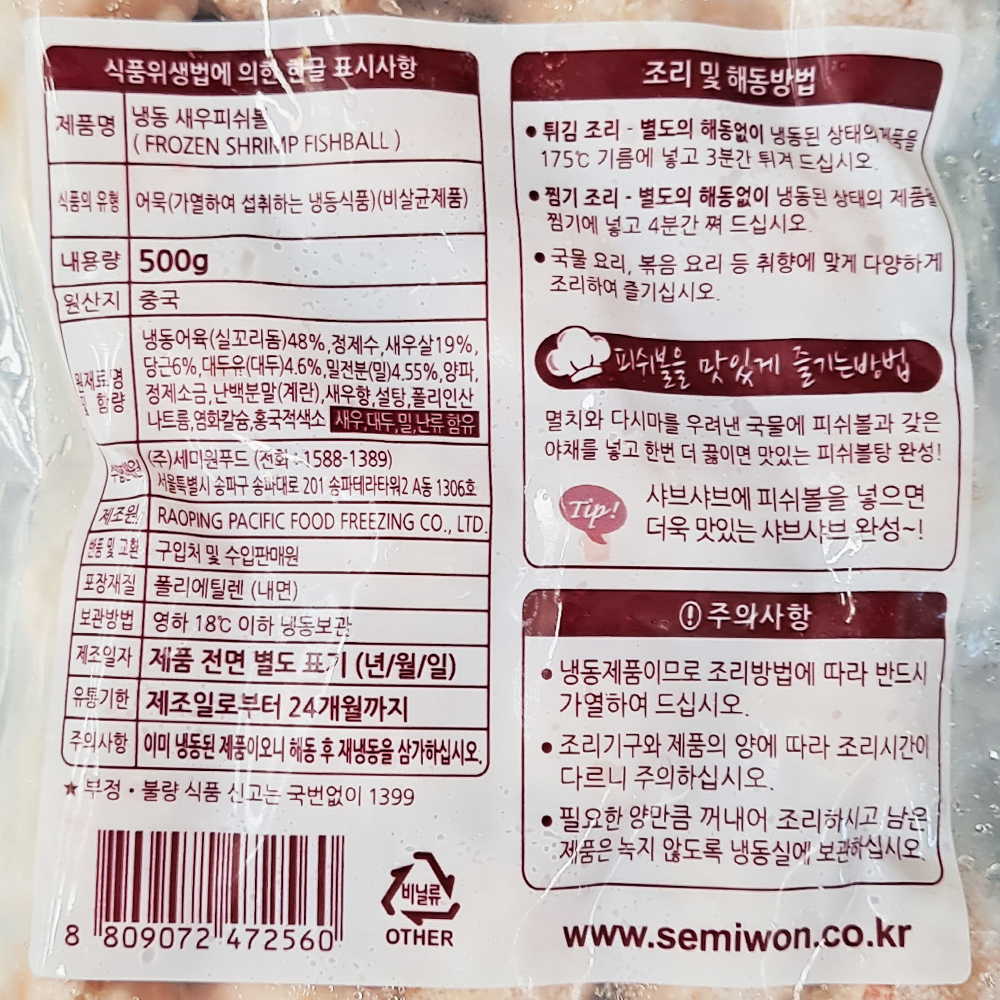 식품위생법에 의한 한글 표시사항
제품명
냉동 새우피쉬볼
( FROZEN SHRIMP FISHBALL )
식품의 유형
어묵(가열하여 섭취하는 냉동식품)(비살균제품)
내용량
500g
원산지
중국
원재료명 및 함량
냉동어육(실꼬리돔)48%,정제수,새우살19%,
당근6%,대두유(대두)4.6%,밀전분(밀)4.55%,양파,
정제소금,난백분말(계란),새우향,설탕,폴리인산
나트륨,염화칼슘,홍국적색소 새우,대두,밀,난류 함유
(주)세미원푸드 (전화 : 1588-1389)
서울특별시 송파구 송파대로 201 송파테라타워2 A동 1306호
제조원
RAOPING PACIFIC FOOD FREEZING CO., LTD.
반품 및 교환
구입처 및 수입판매원
포장재질
폴리에틸렌 (내면)
보관방법
영하 18℃ 이하 냉동보관
제조일자
제품 전면 별도 표기 (년/월/일)
유통기한
제조일로부터 24개월까지
주의사항
이미 냉동된 제품이오니 해동 후 재냉동을 삼가하십시오.
★ 부정 • 불량 식품 신고는 국번없이 1399
8 809072 472560
비닐류
OTHER
조리 및 해동방법
• 튀김 조리 - 별도의 해동없이 냉동된 상태의 제품을
175℃ 기름에 넣고 3분간 튀겨 드십시오.
• 찜기 조리 - 별도의 해동없이 냉동된 상태의 제품을
찜기에 넣고 4분간 쪄 드십시오.
• 국물 요리, 볶음 요리 등 취향에 맞게 다양하게
조리하여 즐기십시오.
피쉬볼을 맛있게 즐기는방법
멸치와 다시마를 우려낸 국물에 피쉬볼과 갖은
야채를 넣고 한번 더 끓이면 맛있는 피쉬볼탕 완성!
Tip!
샤브샤브에 피쉬볼을 넣으면
더욱 맛있는 샤브샤브 완성~!
! 주의사항
• 냉동제품이므로 조리방법에 따라 반드시
가열하여 드십시오.
• 조리기구와 제품의 양에 따라 조리시간이
다르니 주의하십시오.
• 필요한 양만큼 꺼내어 조리하시고 남은
제품은 녹지 않도록 냉동실에 보관하십시오.
www.semiwon.co.kr